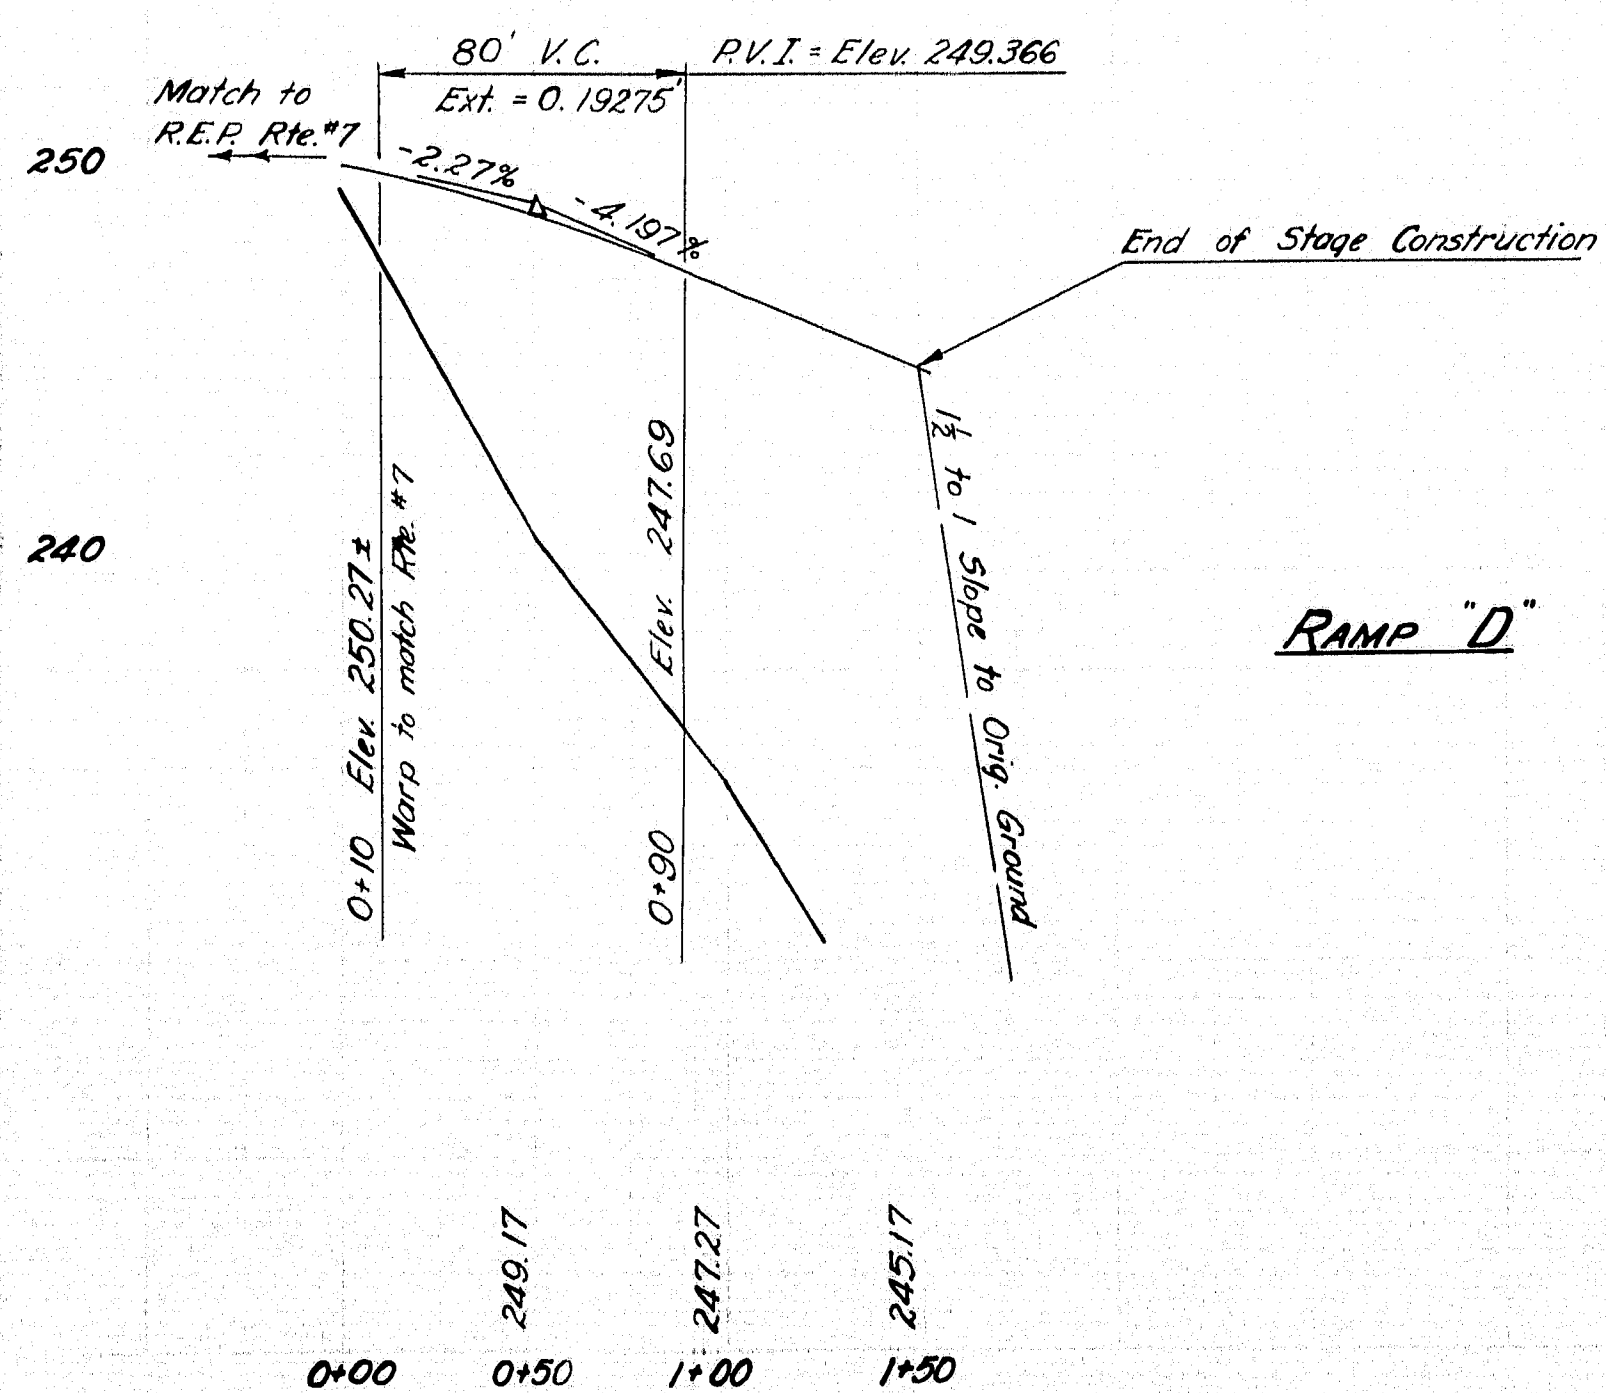 80' V.C.
P.V.I. = Elev. 249.366
Ext. = 0.19275'
Match to
R.E.P. Rte. #7
250
-2.27%
-4.197%
End of Stage Construction
240
0+10 Elev. 250.27±
Warp to match Rte. #7
0+90 Elev. 247.69
1½ to 1 Slope to Orig. Ground
RAMP "D"
249.17
247.27
245.17
0+00 0+50 1+00 1+50